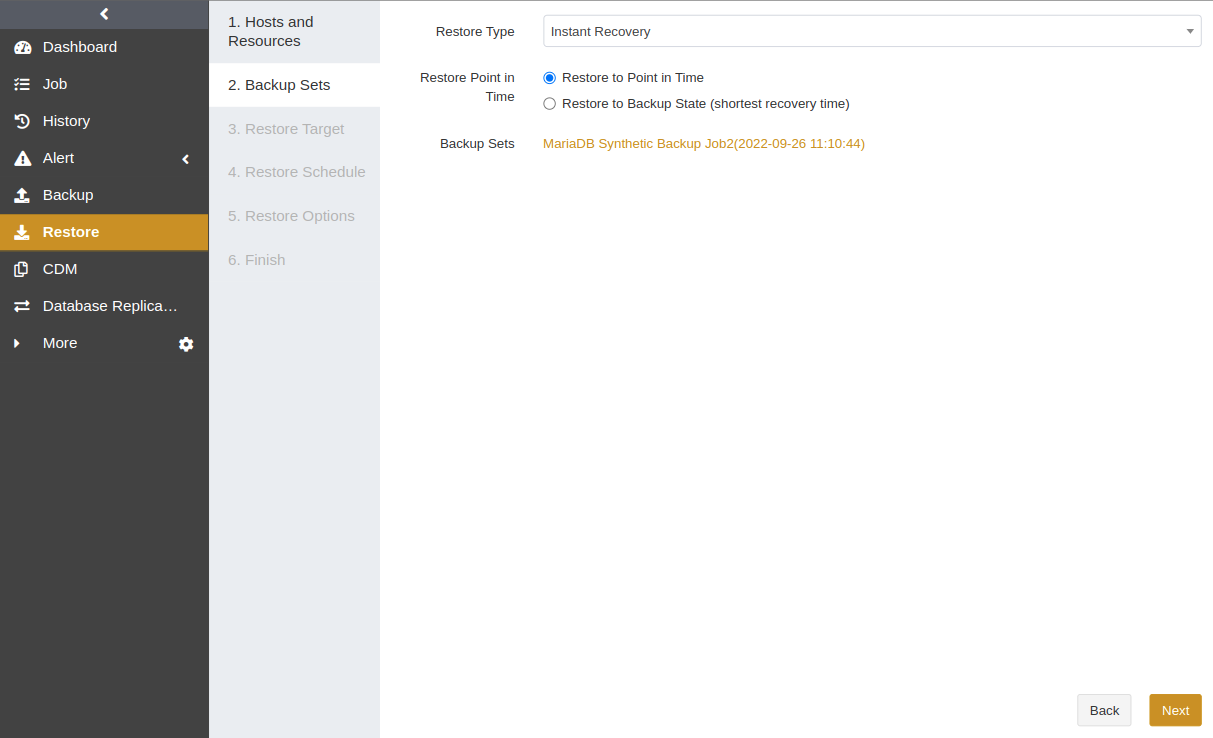 Dashboard
Job
History
Alert
Backup
Restore
CDM
Database Replica…
More
1. Hosts and
Resources
2. Backup Sets
3. Restore Target
4. Restore Schedule
5. Restore Options
6. Finish
Restore Type
Instant Recovery
Restore Point in
Time
Restore to Point in Time
Restore to Backup State (shortest recovery time)
Backup Sets
MariaDB Synthetic Backup Job2(2022-09-26 11:10:44)
Back
Next